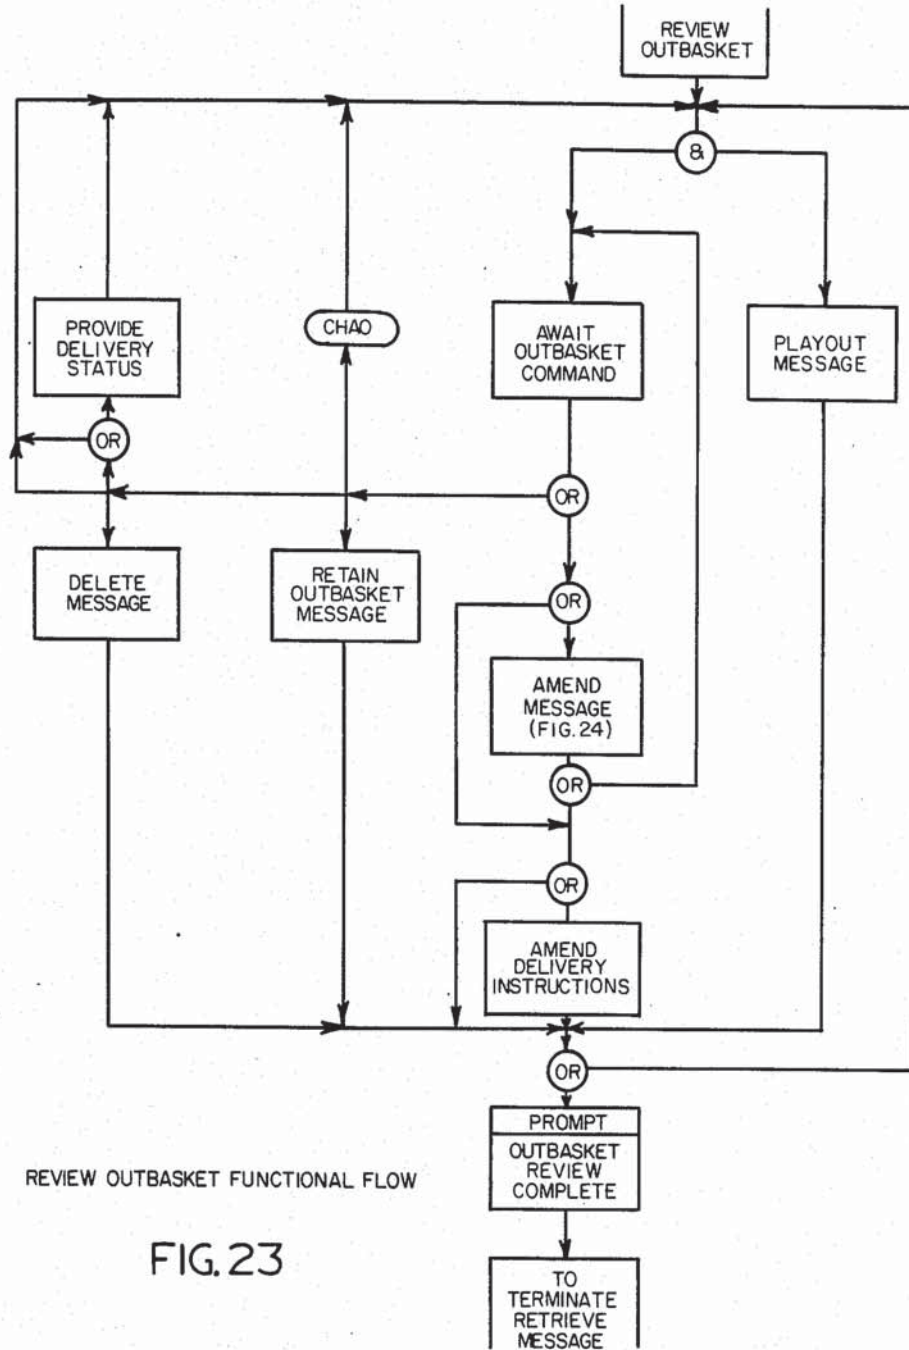 REVIEW
OUTBASKET
&
PROVIDE
DELIVERY
STATUS
CHAO
AWAIT
OUTBASKET
COMMAND
PLAYOUT
MESSAGE
OR
OR
DELETE
MESSAGE
RETAIN
OUTBASKET
MESSAGE
OR
AMEND
MESSAGE
(FIG. 24)
OR
OR
AMEND
DELIVERY
INSTRUCTIONS
OR
PROMPT
OUTBASKET
REVIEW
COMPLETE
REVIEW OUTBASKET FUNCTIONAL FLOW
FIG. 23
TO
TERMINATE
RETRIEVE
MESSAGE